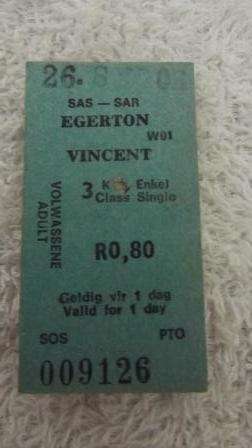 26.
SAS — SAR
EGERTON
W01
VINCENT
3 Enkel
Class Single
VOLWASSENE
ADULT
R0,80
Geldig vir 1 dag
Valid for 1 day
SOS PTO
009126